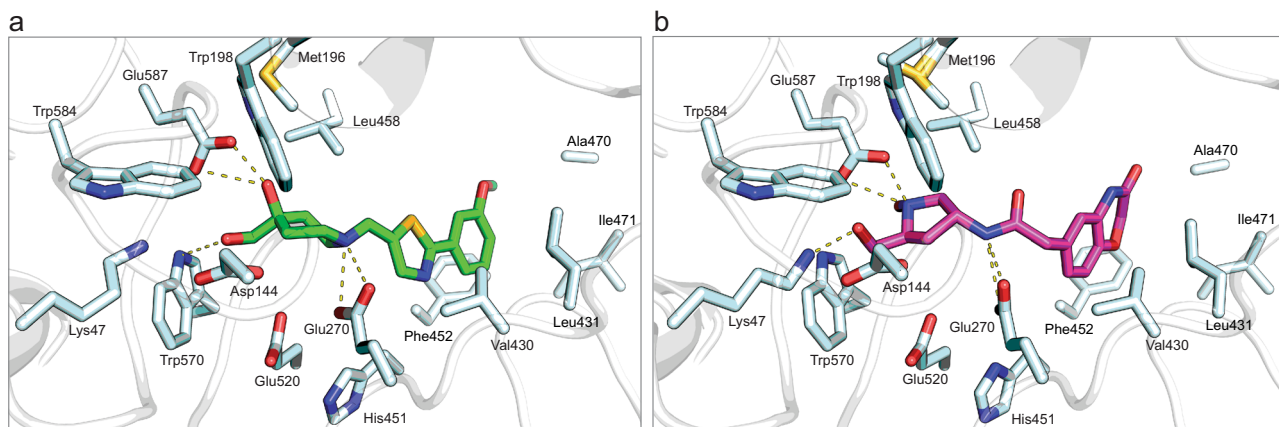 a
Trp198
Met196
Glu587
Trp584
Leu458
Ala470
Ile471
Asp144
Lys47
Trp570
Glu270
Phe452
Leu431
Val430
Glu520
His451
b
Met196
Glu587
Trp198
Trp584
Leu458
Ala470
Ile471
Asp144
Lys47
Trp570
Glu270
Phe452
Leu431
Val430
Glu520
His451